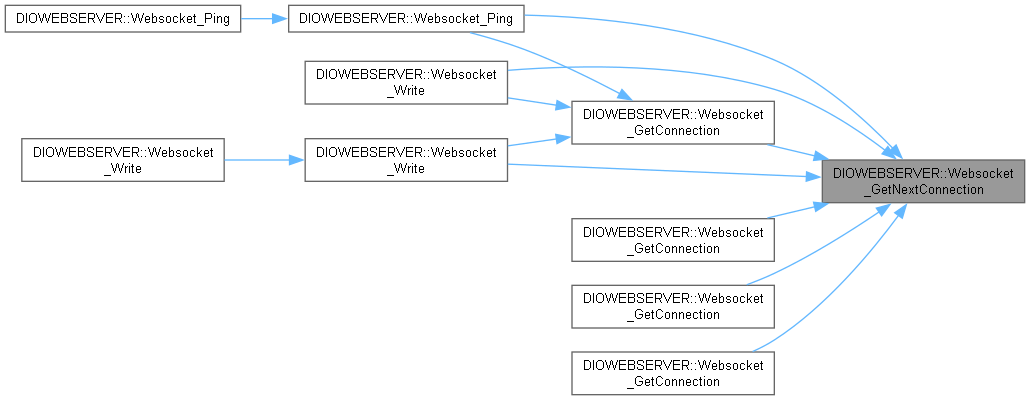 DIOWEBSERVER::Websocket_Ping
DIOWEBSERVER::Websocket_Ping
DIOWEBSERVER::Websocket
_Write
DIOWEBSERVER::Websocket
_GetConnection
DIOWEBSERVER::Websocket
_Write
DIOWEBSERVER::Websocket
_Write
DIOWEBSERVER::Websocket
_GetNextConnection
DIOWEBSERVER::Websocket
_GetConnection
DIOWEBSERVER::Websocket
_GetConnection
DIOWEBSERVER::Websocket
_GetConnection